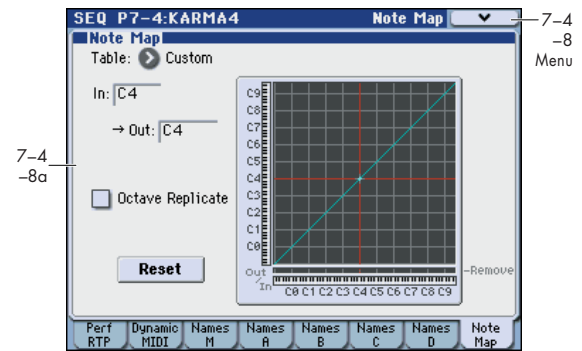 SEQ P7-4:KARMA4 Note Map
7-4
-8
Menu
Note Map
Table: Custom
In: C4
→ Out: C4
7-4
-8a
Octave Replicate
Reset
C9
C8
C7
C6
C5
C4
C3
C2
C1
C0
Out
In
-Remove
C0 C1 C2 C3 C4 C5 C6 C7 C8 C9
Perf RTP
Dynamic MIDI
Names M
Names A
Names B
Names C
Names D
Note Map